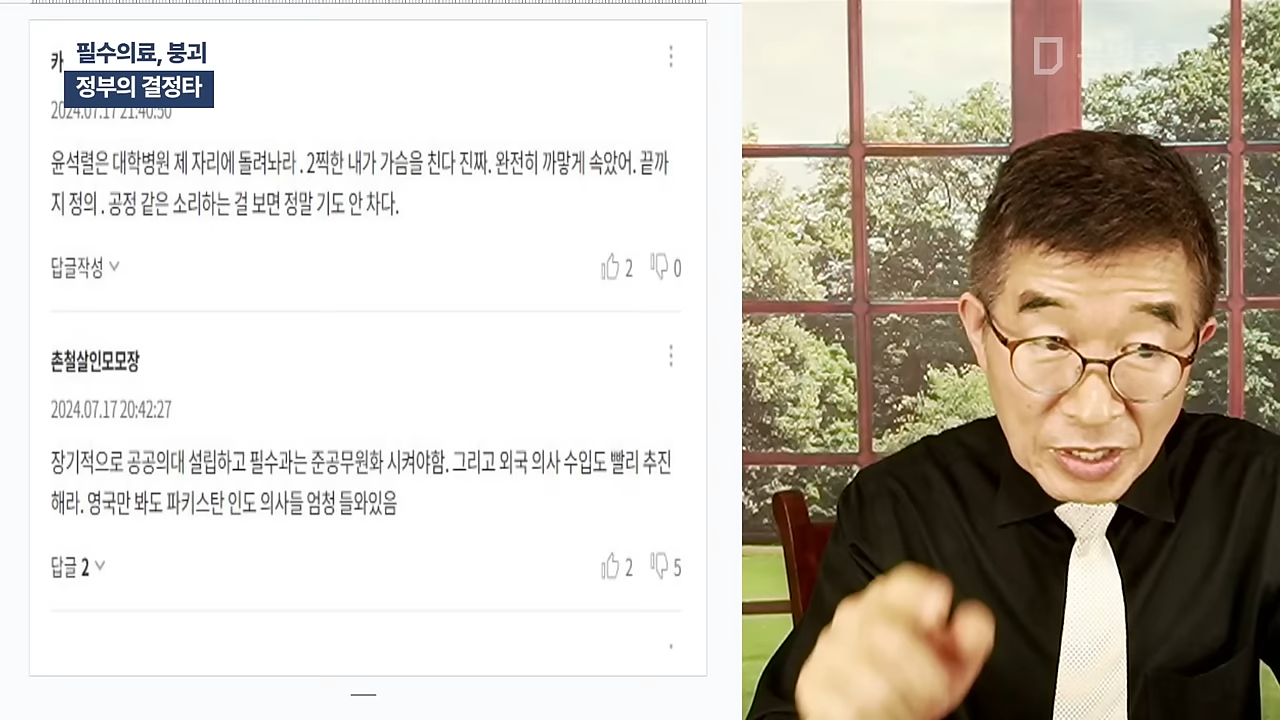 필수의료, 붕괴
정부의 결정타
카
2024.07.17 21:40:50
윤석렬은 대학병원 제 자리에 돌려놔라 . 2찍한 내가 가슴을 친다 진짜. 완전히 까맣게 속았어. 끝까
지 정의 . 공정 같은 소리하는 걸 보면 정말 기도 안 차다.
답글작성
2 0
촌철살인모모장
2024.07.17 20:42:27
장기적으로 공공의대 설립하고 필수과는 준공무원화 시켜야함. 그리고 외국 의사 수입도 빨리 추진
해라. 영국만 봐도 파키스탄 인도 의사들 엄청 들와있음
답글 2
2 5